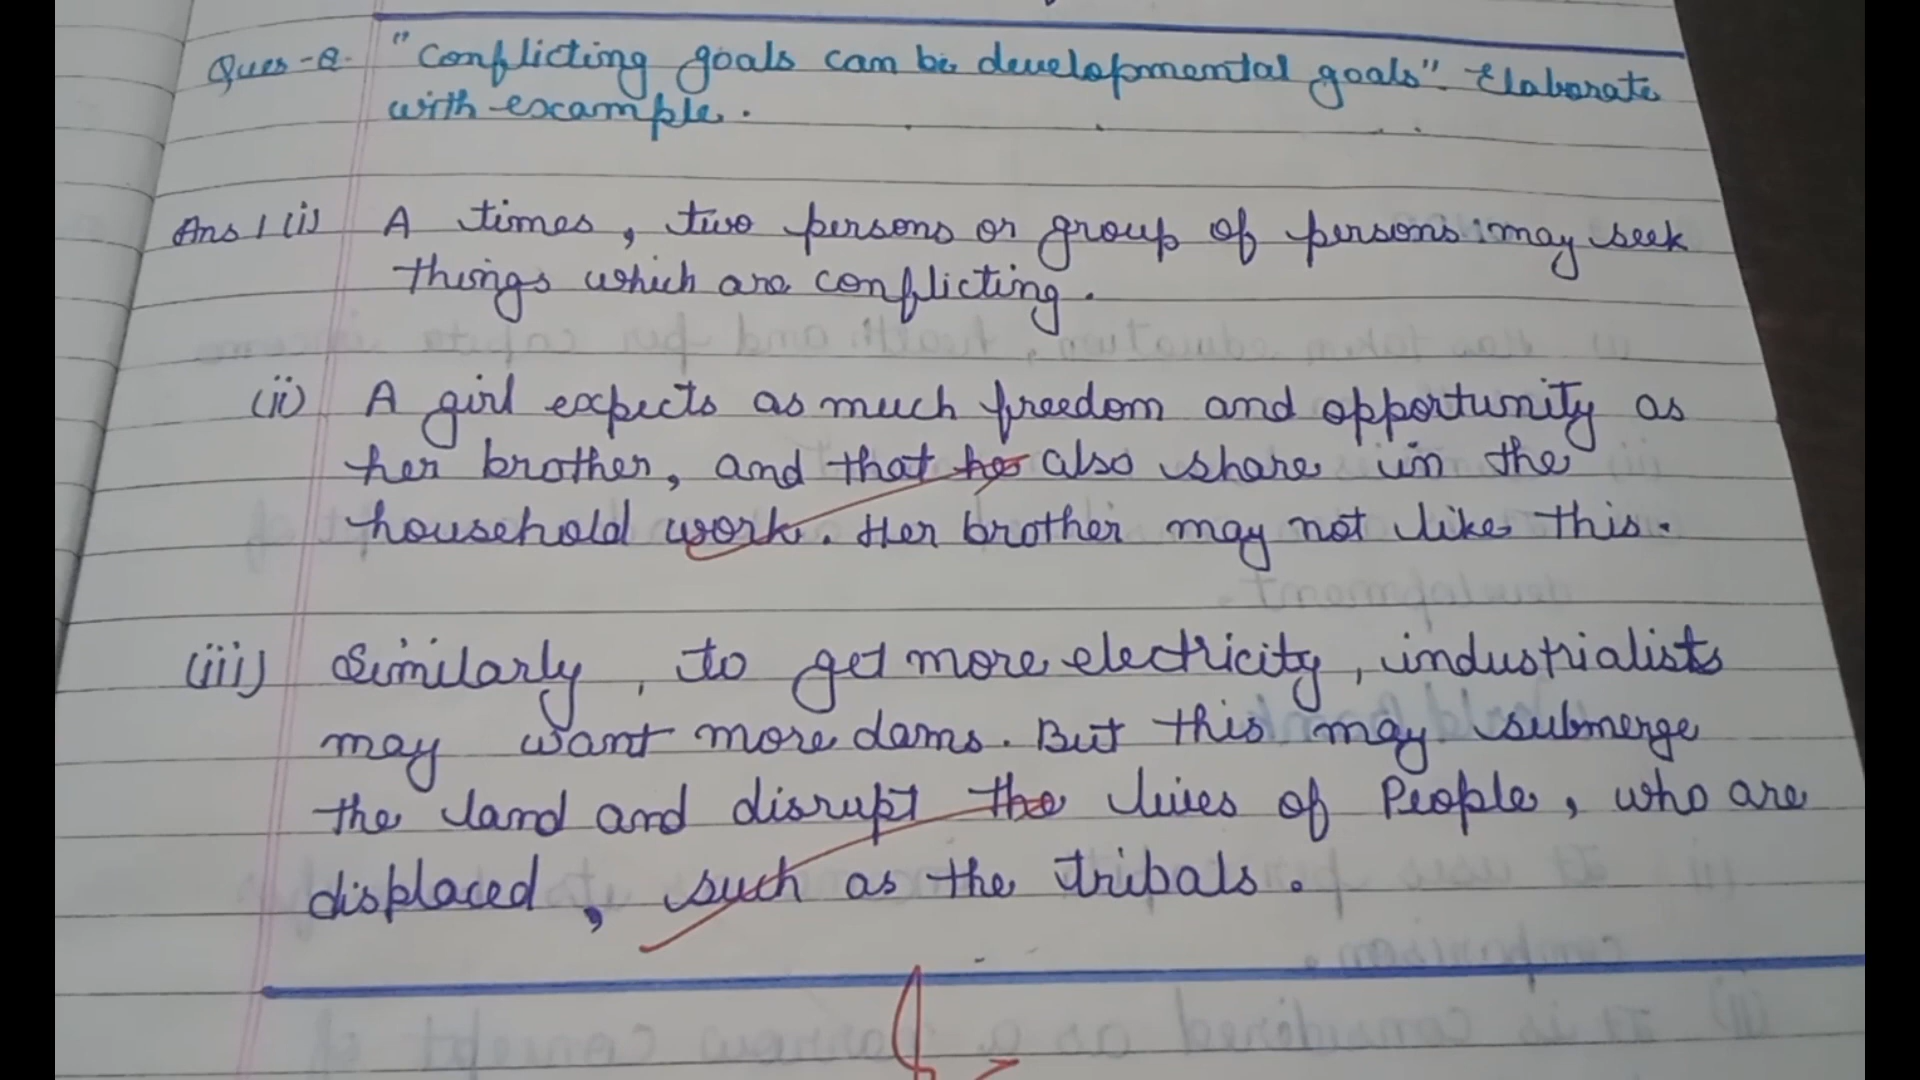 Ques-2. "Conflicting goals can be developmental goals". Elaborate
with example.
Ans 1 (i) A times, two persons or group of persons may seek
things which are conflicting.
(ii) A girl expects as much freedom and opportunity as
her brother, and that he also share in the
household work. Her brother may not like this.
(iii) Similarly, to get more electricity, industrialists
may want more dams. But this may submerge
the land and disrupt the lives of People, who are
displaced, such as the tribals.